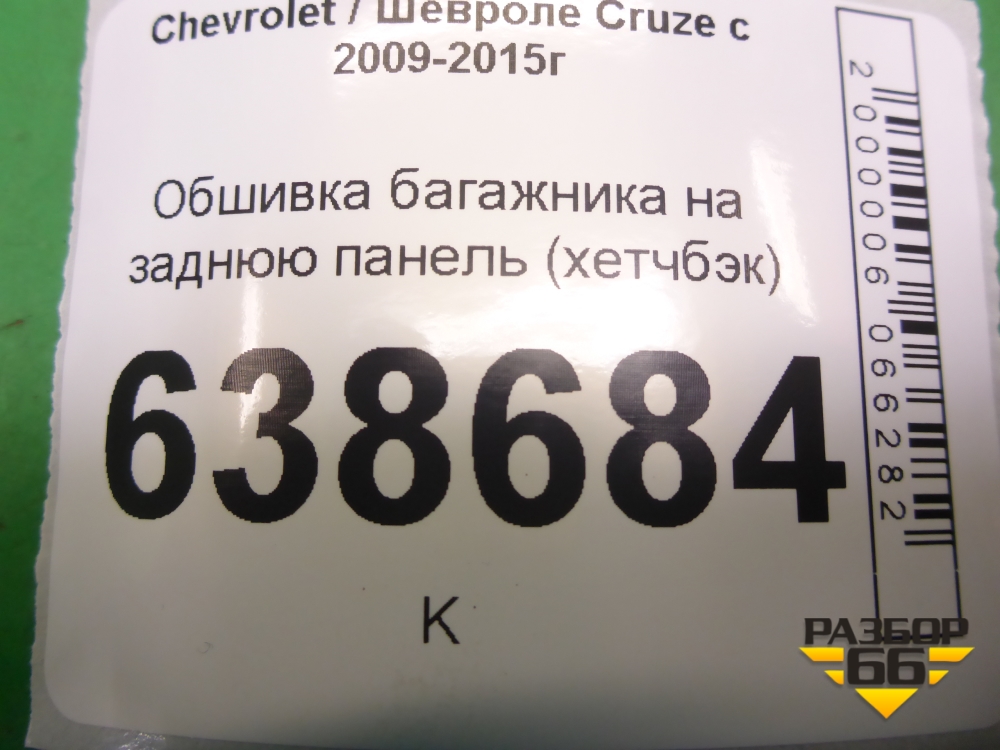 Chevrolet / Шевроле Cruze с
2009-2015г
Обшивка багажника на
заднюю панель (хетчбэк)
638684
К
2000006066282
РАЗБОР
66